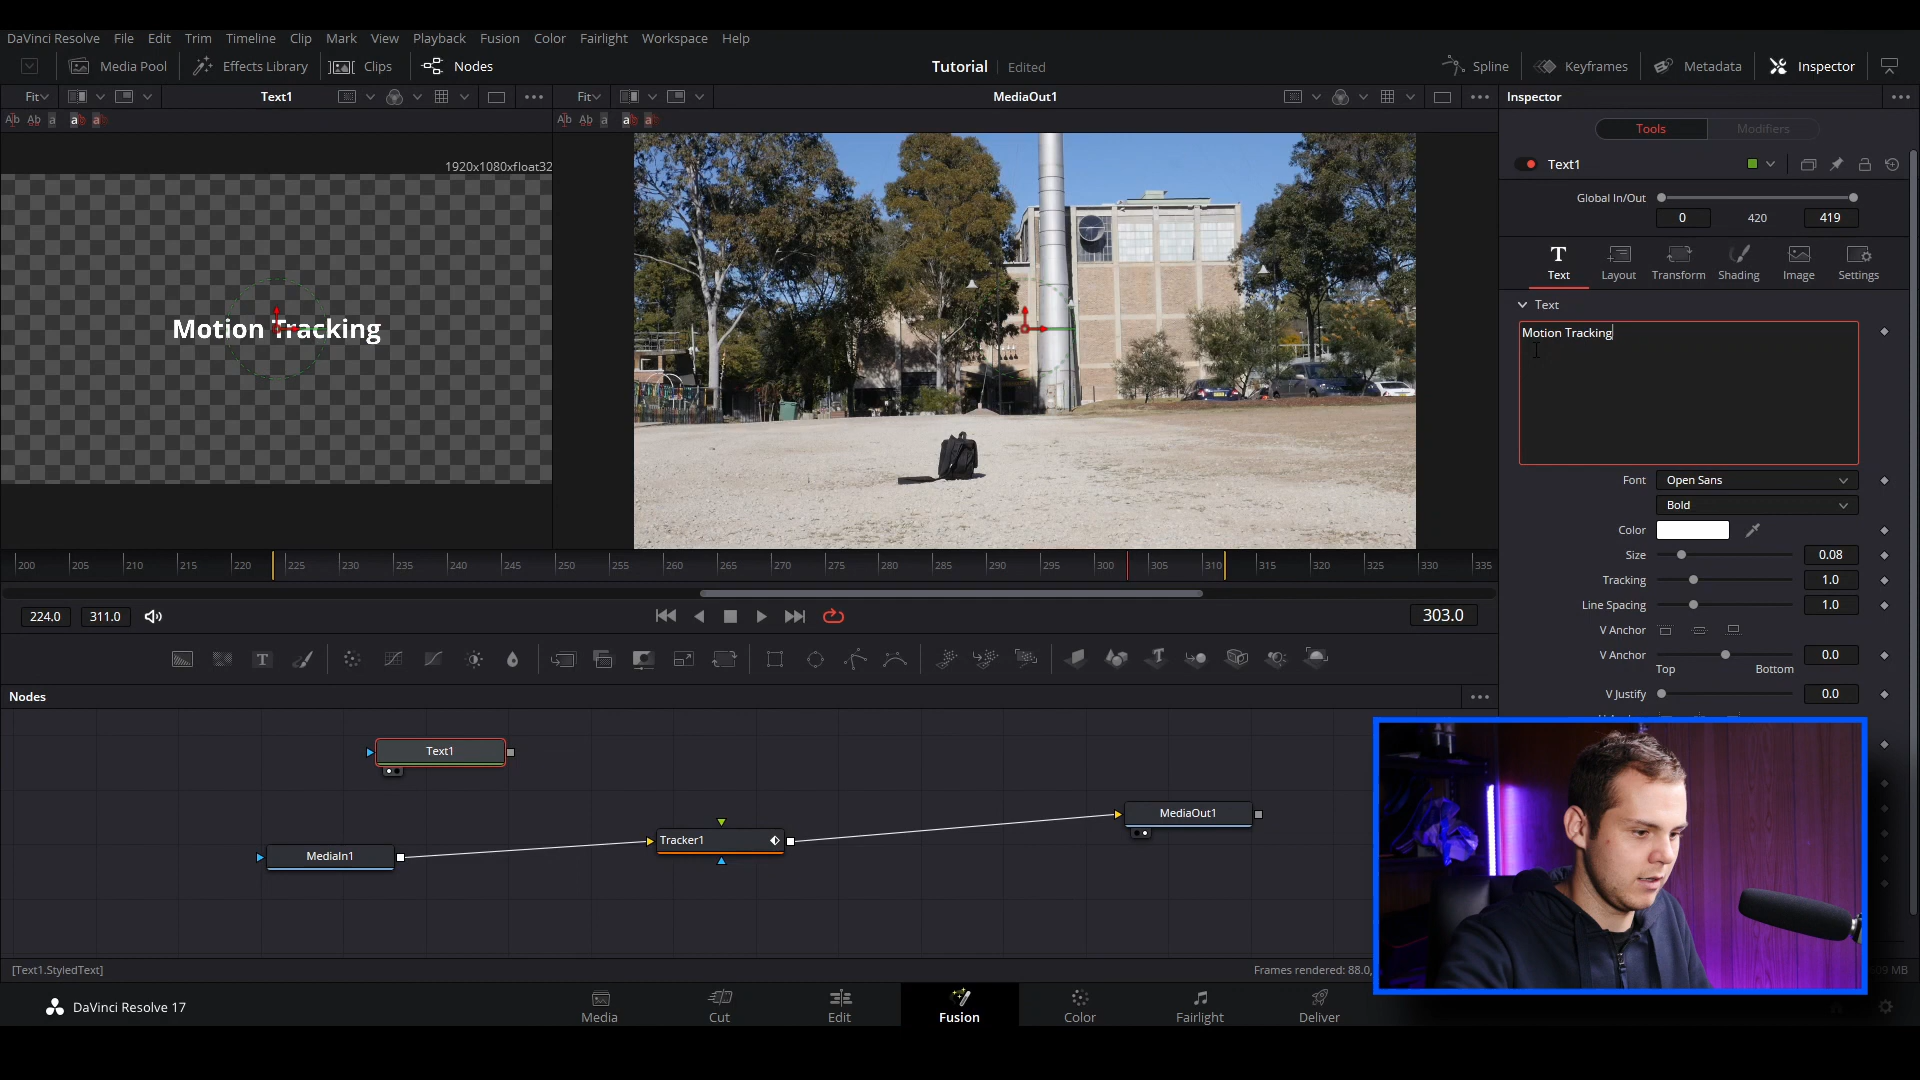 DaVinci Resolve File Edit Trim Timeline Clip Mark View Playback Fusion Color Fairlight Workspace Help
Media Pool Effects Library Clips Nodes Tutorial Edited Spline Keyframes Metadata Inspector
Fit Text1 Fit MediaOut1 Inspector
Tools Modifiers
1920x1080xfloat32
Text1
Global In/Out
0 420 419
Text Layout Transform Shading Image Settings
Text
Motion Tracking
Motion Tracking
Font Open Sans
Bold
Color
Size 0.08
Tracking 1.0
Line Spacing 1.0
V Anchor
V Anchor 0.0
Top Bottom
V Justify 0.0
200 205 210 215 220 225 230 235 240 245 250 255 260 265 270 275 280 285 290 295 300 305 310 315 320 325 330 335
224.0 311.0 303.0
Nodes
Text1
MediaOut1
Tracker1
MediaIn1
[Text1.StyledText] Frames rendered: 88.0,
DaVinci Resolve 17 Media Cut Edit Fusion Color Fairlight Deliver